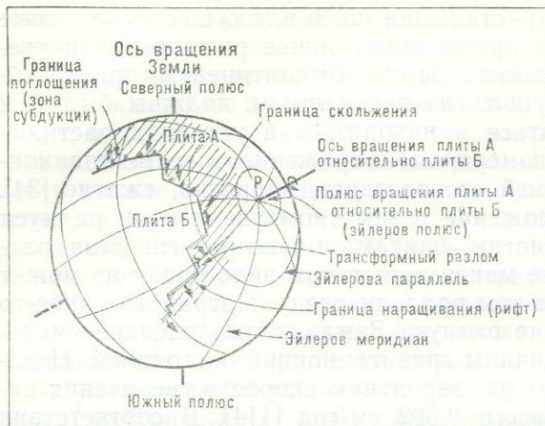 Ось вращения
Земли
Северный полюс
Граница
поглощения
(зона
субдукции)
Граница скольжения
Плита А
Ось вращения плиты А
относительно плиты Б
P
Полюс вращения плиты А
относительно плиты Б
(эйлеров полюс)
Плита Б
Трансформный разлом
Эйлерова параллель
Граница наращивания (рифт)
Эйлеров меридиан
Южный полюс